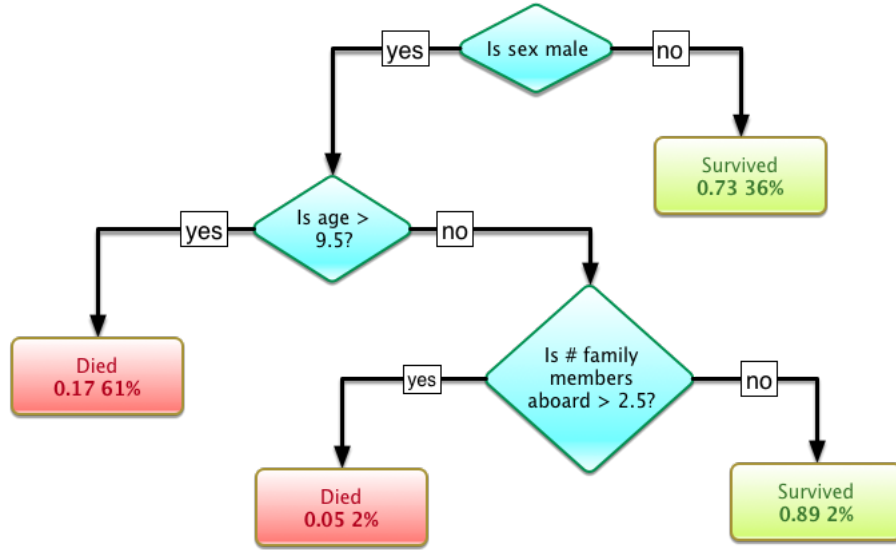 yes
Is sex male
no
Survived
0.73 36%
yes
Is age >
9.5?
no
Died
0.17 61%
yes
Is # family
members
aboard > 2.5?
no
Died
0.05 2%
Survived
0.89 2%